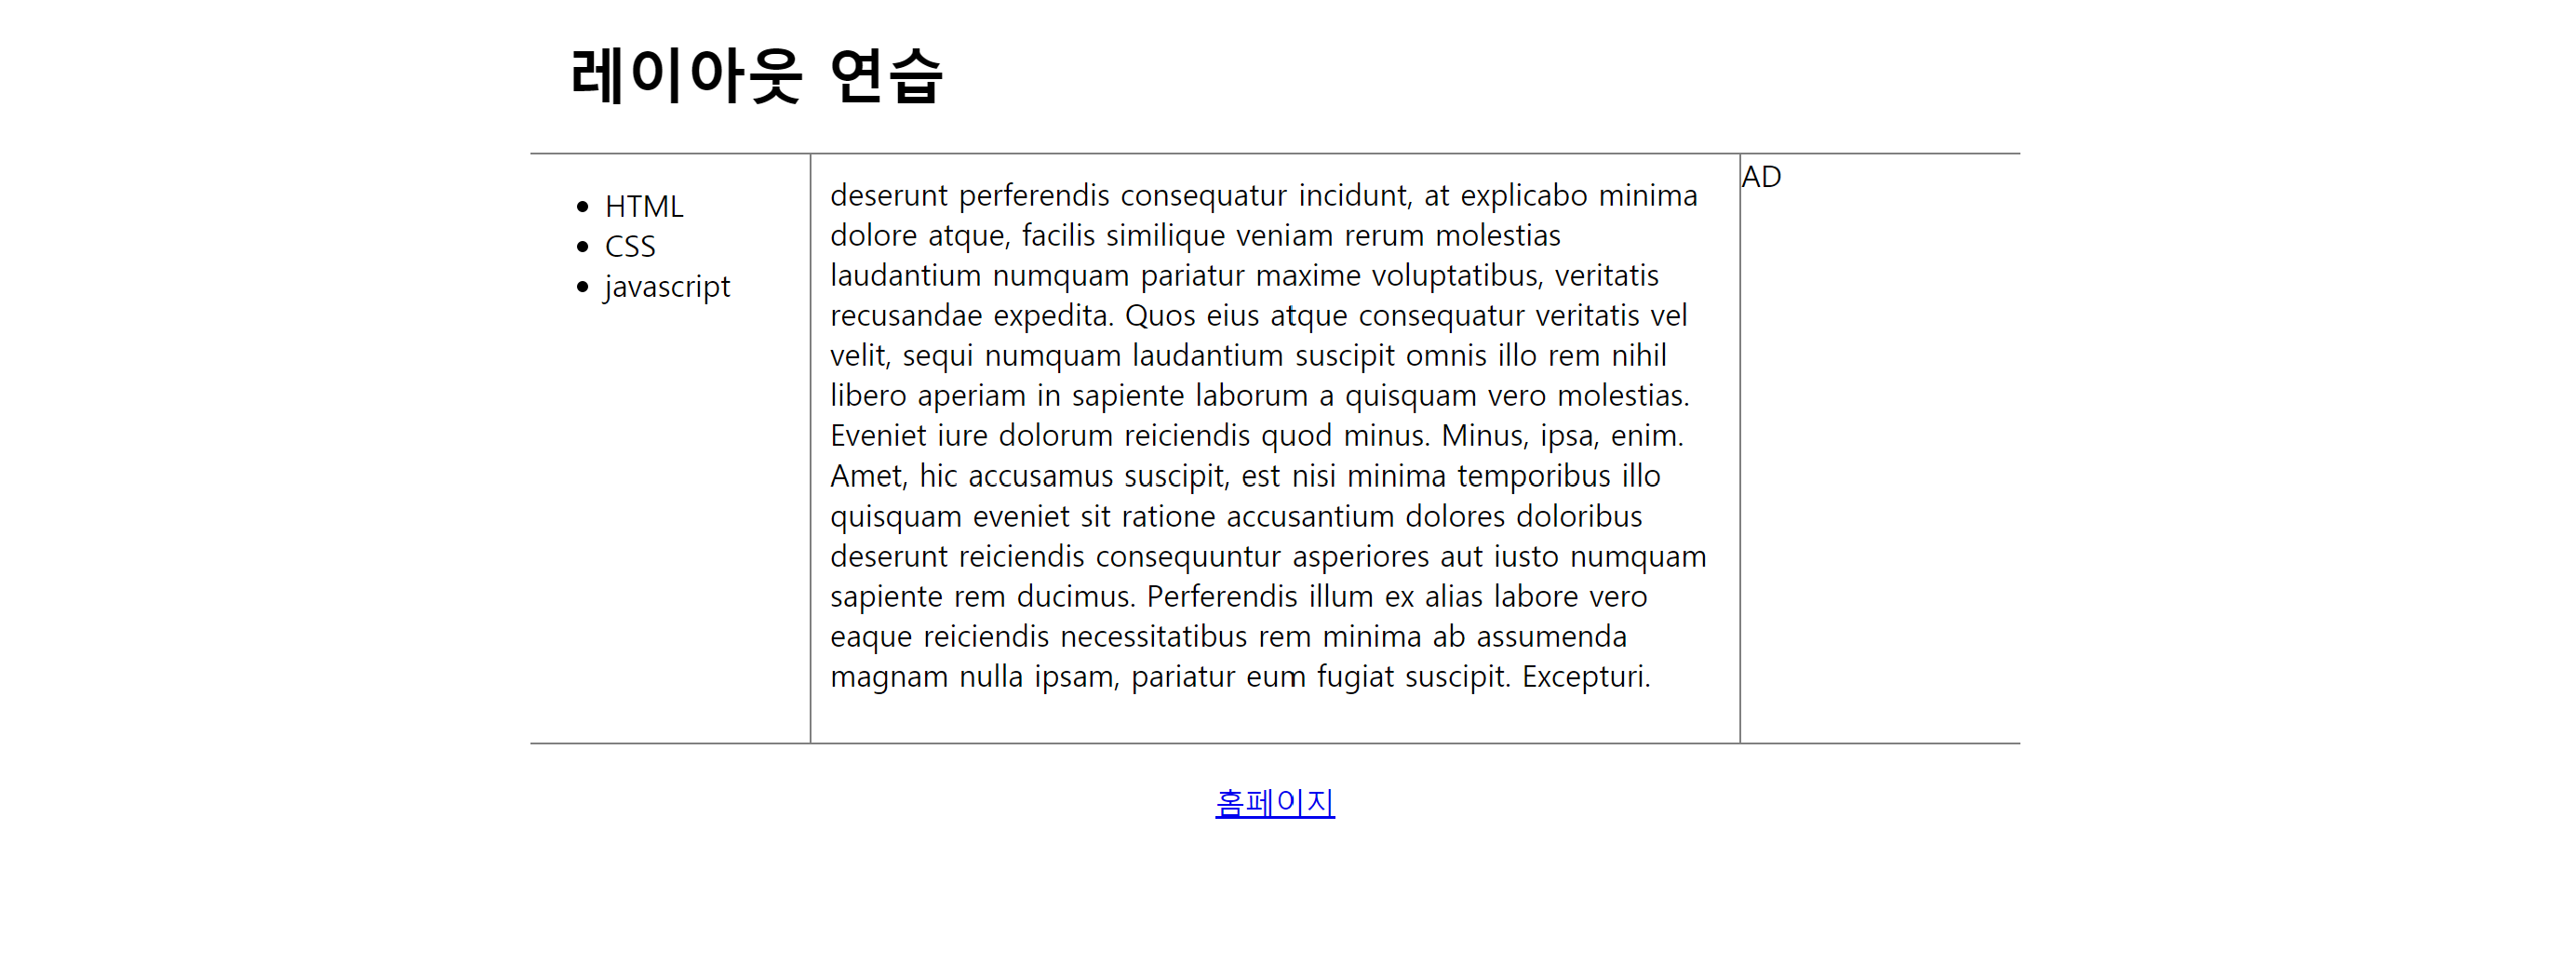 레이아웃 연습
HTML
CSS
javascript
deserunt perferendis consequatur incidunt, at explicabo minima
dolore atque, facilis similique veniam rerum molestias
laudantium numquam pariatur maxime voluptatibus, veritatis
recusandae expedita. Quos eius atque consequatur veritatis vel
velit, sequi numquam laudantium suscipit omnis illo rem nihil
libero aperiam in sapiente laborum a quisquam vero molestias.
Eveniet iure dolorum reiciendis quod minus. Minus, ipsa, enim.
Amet, hic accusamus suscipit, est nisi minima temporibus illo
quisquam eveniet sit ratione accusantium dolores doloribus
deserunt reiciendis consequuntur asperiores aut iusto numquam
sapiente rem ducimus. Perferendis illum ex alias labore vero
eaque reiciendis necessitatibus rem minima ab assumenda
magnam nulla ipsam, pariatur eum fugiat suscipit. Excepturi.
AD
홈페이지